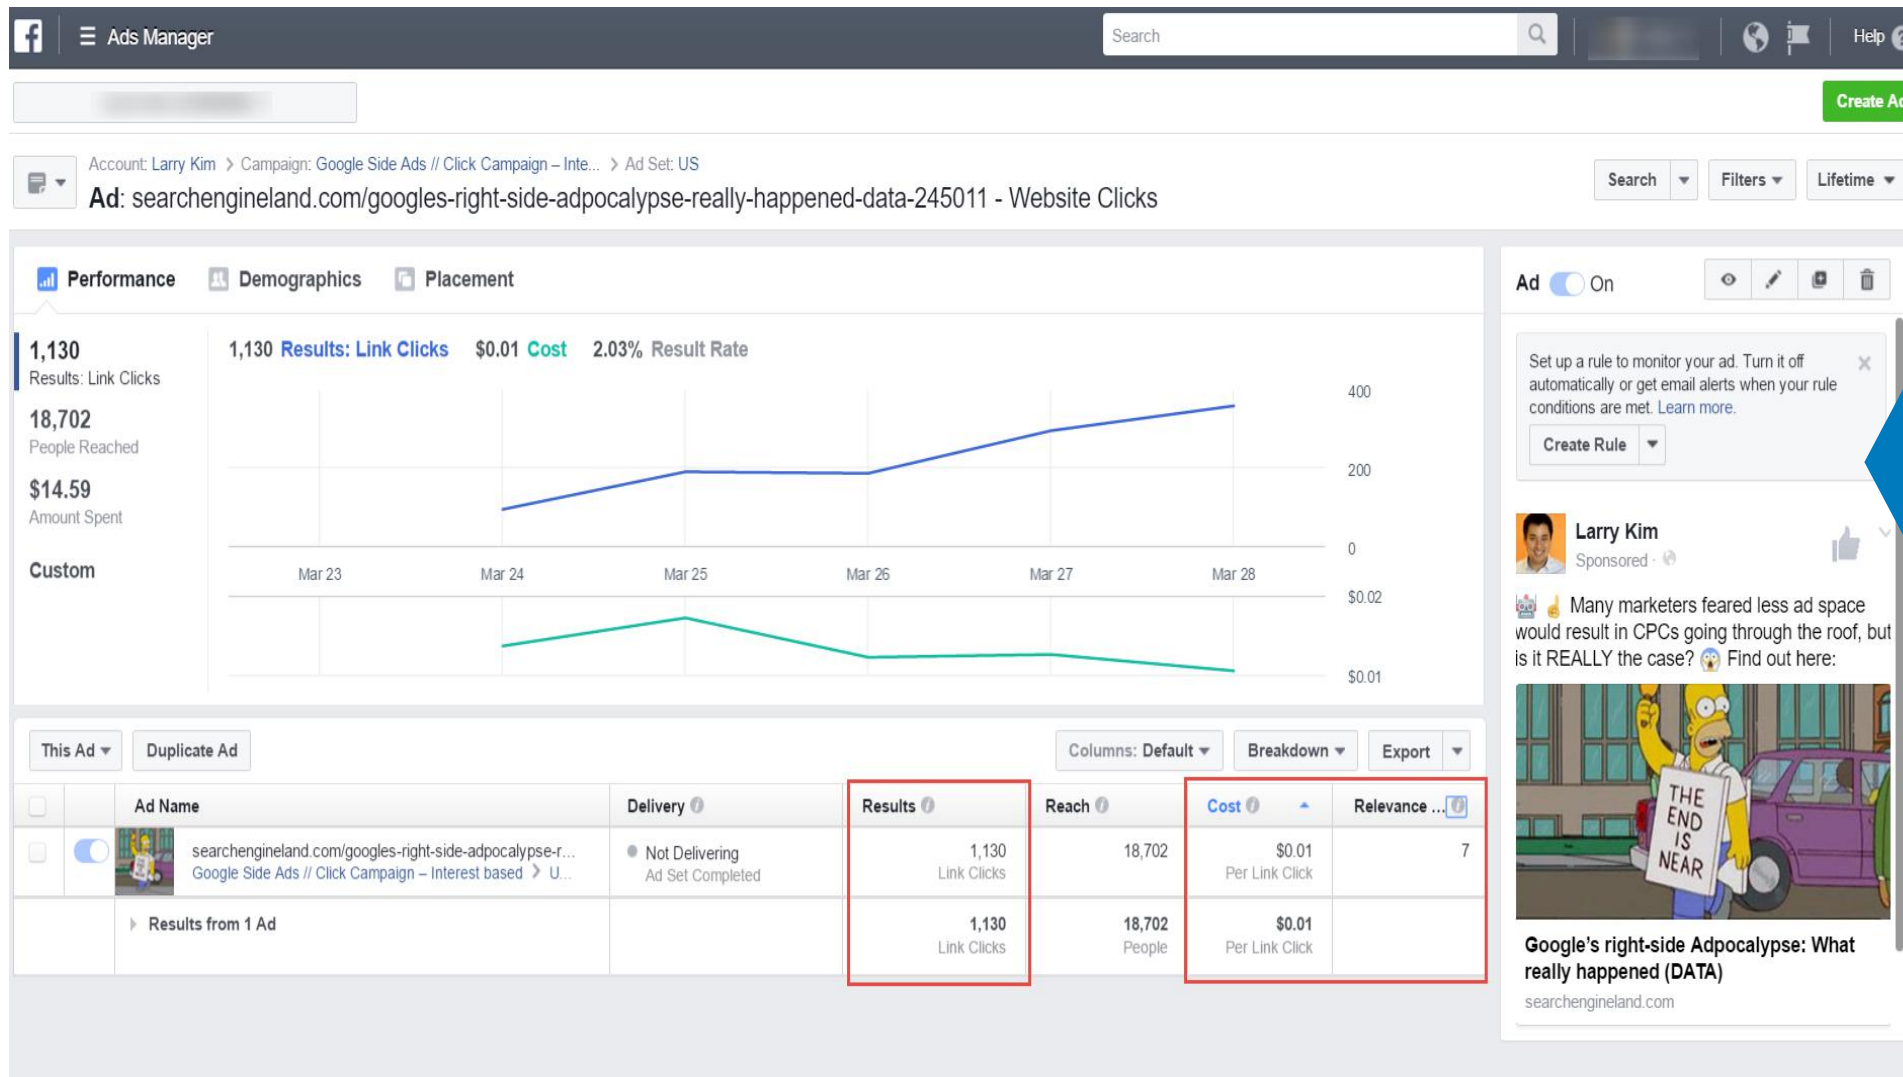 f Ads Manager Search Help
Create Ad
Account: Larry Kim > Campaign: Google Side Ads // Click Campaign – Inte... > Ad Set: US
Ad: searchengineland.com/googles-right-side-adpocalypse-really-happened-data-245011 - Website Clicks
Search Filters Lifetime
Performance Demographics Placement
1,130
Results: Link Clicks
18,702
People Reached
$14.59
Amount Spent
Custom
1,130 Results: Link Clicks $0.01 Cost 2.03% Result Rate
400
200
0
Mar 23 Mar 24 Mar 25 Mar 26 Mar 27 Mar 28
$0.02
$0.01
This Ad Duplicate Ad Columns: Default Breakdown Export
Ad Name Delivery Results Reach Cost Relevance ...
searchengineland.com/googles-right-side-adpocalypse-r... Not Delivering 1,130 18,702 $0.01 7
Google Side Ads // Click Campaign – Interest based > U... Ad Set Completed Link Clicks Per Link Click
Results from 1 Ad 1,130 18,702 $0.01
Link Clicks People Per Link Click
Ad On
Set up a rule to monitor your ad. Turn it off
automatically or get email alerts when your rule
conditions are met. Learn more.
Create Rule
Larry Kim
Sponsored ·
Many marketers feared less ad space
would result in CPCs going through the roof, but
is it REALLY the case? Find out here:
THE
END
IS
NEAR
Google's right-side Adpocalypse: What
really happened (DATA)
searchengineland.com